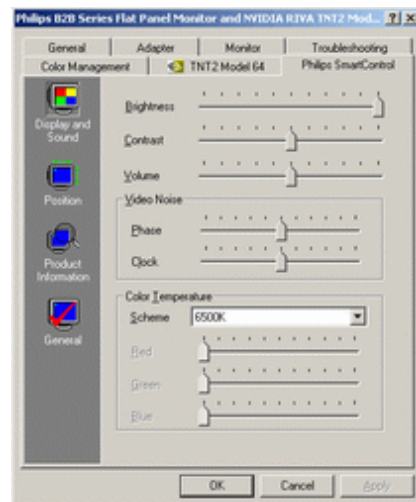 Philips B2B Series Flat Panel Monitor and NVIDIA RIVA TNT2 Mod...
General Adapter Monitor Troubleshooting
Color Management TNT2 Model 64 Philips SmartControl
Display and Sound
Position
Product Information
General
Brightness
Contrast
Volume
Video Noise
Phase
Clock
Color Temperature
Scheme 6500K
Red
Green
Blue
OK Cancel Apply